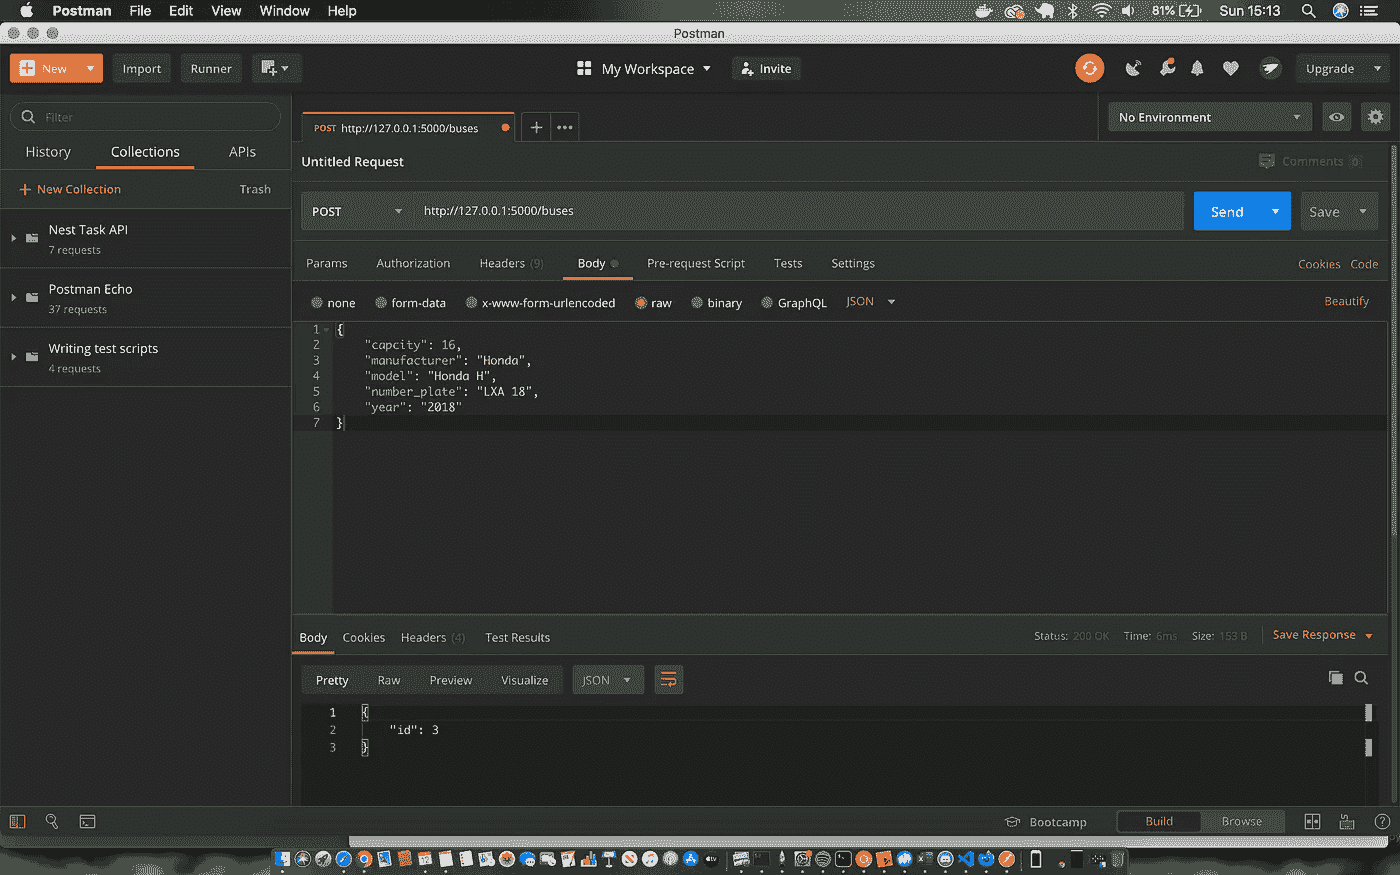 Postman File Edit View Window Help 81% Sun 15:13
Postman
New Import Runner My Workspace Invite Upgrade
Filter
History Collections APIs
+ New Collection Trash
Nest Task API
7 requests
Postman Echo
37 requests
Writing test scripts
4 requests
POST http://127.0.0.1:5000/buses + ••• No Environment
Untitled Request Comments 0
POST http://127.0.0.1:5000/buses Send Save
Params Authorization Headers (9) Body Pre-request Script Tests Settings Cookies Code
none form-data x-www-form-urlencoded raw binary GraphQL JSON Beautify
1 {
2 "capcity": 16,
3 "manufacturer": "Honda",
4 "model": "Honda H",
5 "number_plate": "LXA 18",
6 "year": "2018"
7 }
Body Cookies Headers (4) Test Results Status: 200 OK Time: 6ms Size: 153 B Save Response
Pretty Raw Preview Visualize JSON
1 {
2 "id": 3
3 }
Bootcamp Build Browse ?